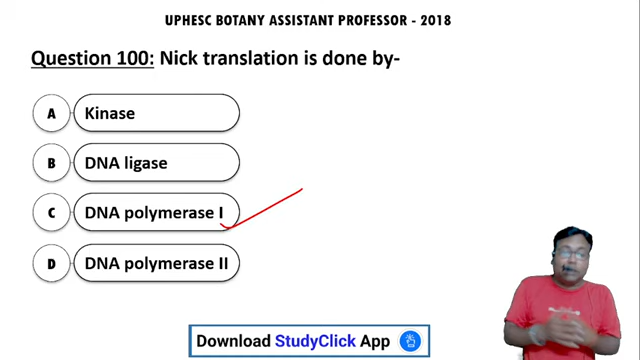 UPHESC BOTANY ASSISTANT PROFESSOR - 2018
Question 100: Nick translation is done by-
A Kinase
B DNA ligase
C DNA polymerase I
D DNA polymerase II
Download StudyClick App